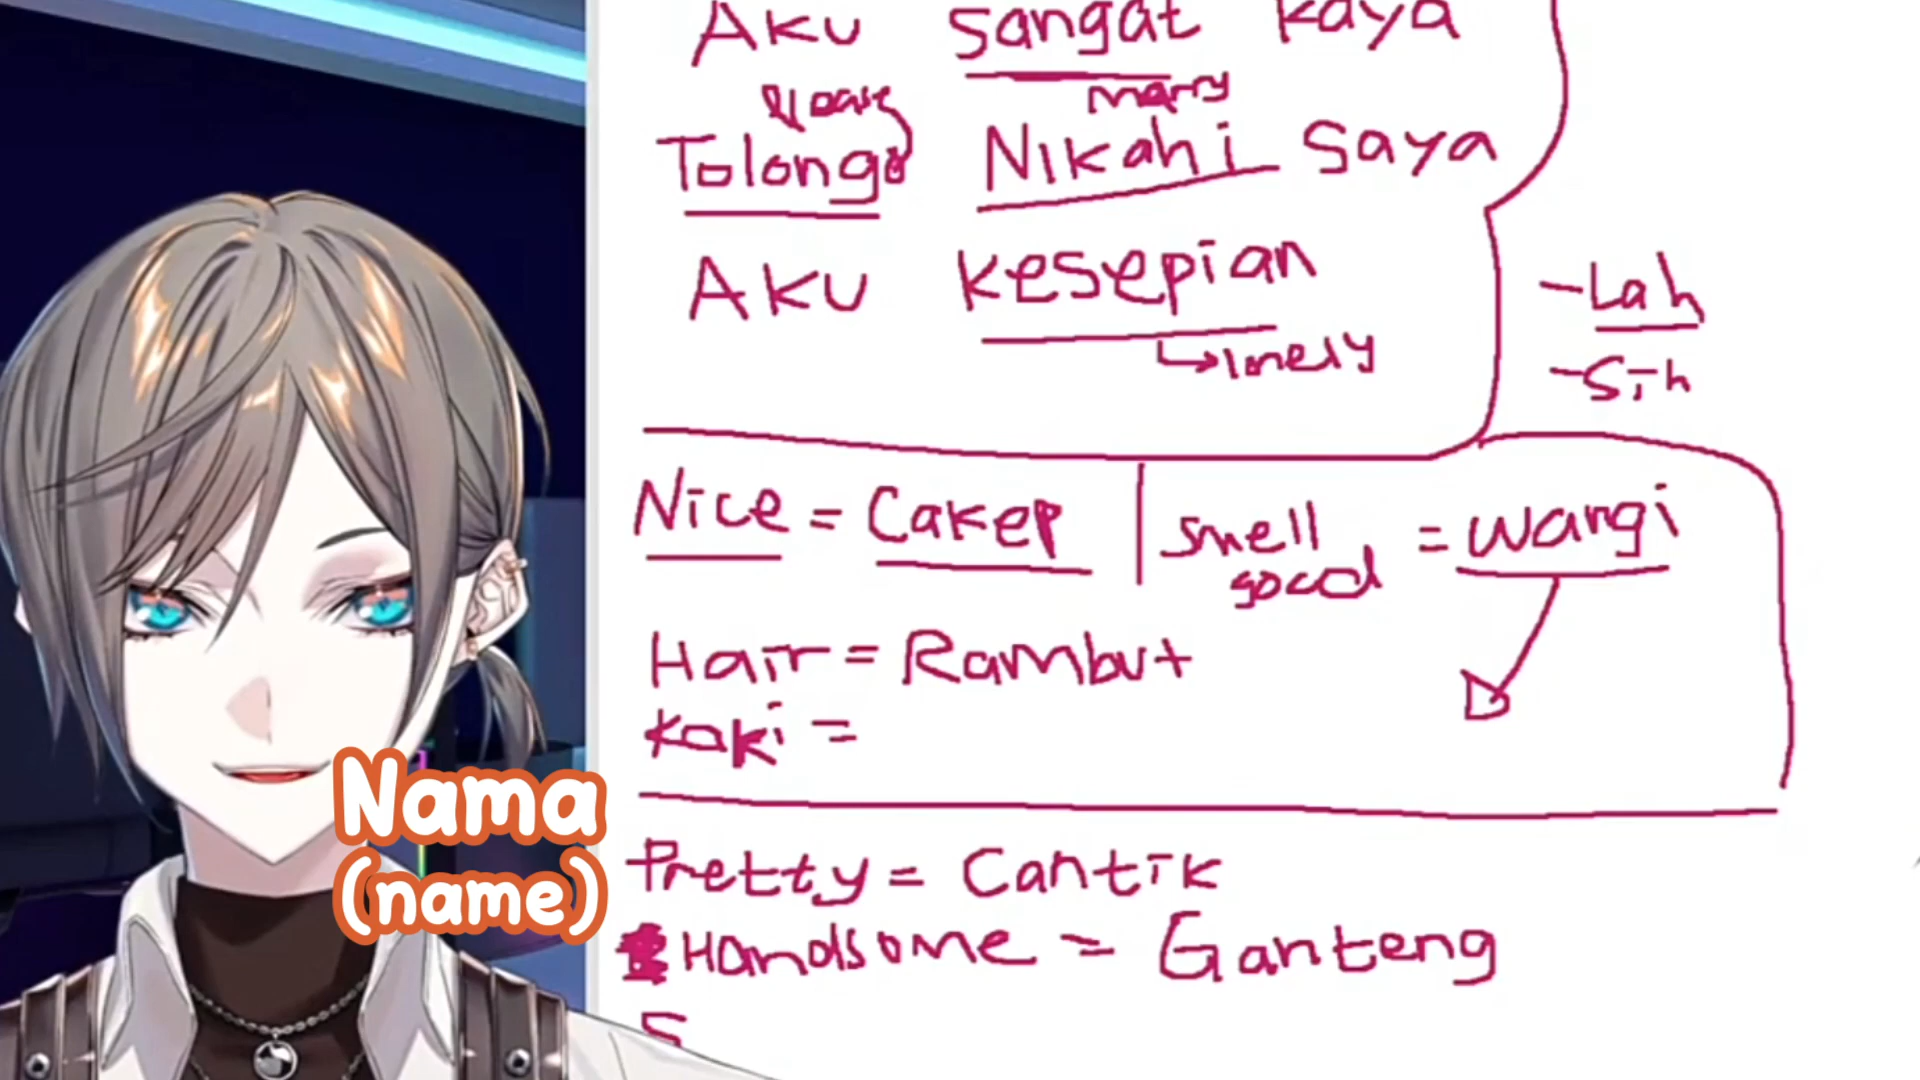 Aku sangat kaya
please marry
Tolong Nikahi saya
Aku kesepian
lonely
-Lah
-Sih
Nice = Cakep | smell good = wangi
Hair = Rambut
kaki =
Pretty = Cantik
Handsome = Ganteng
S
Nama
(name)